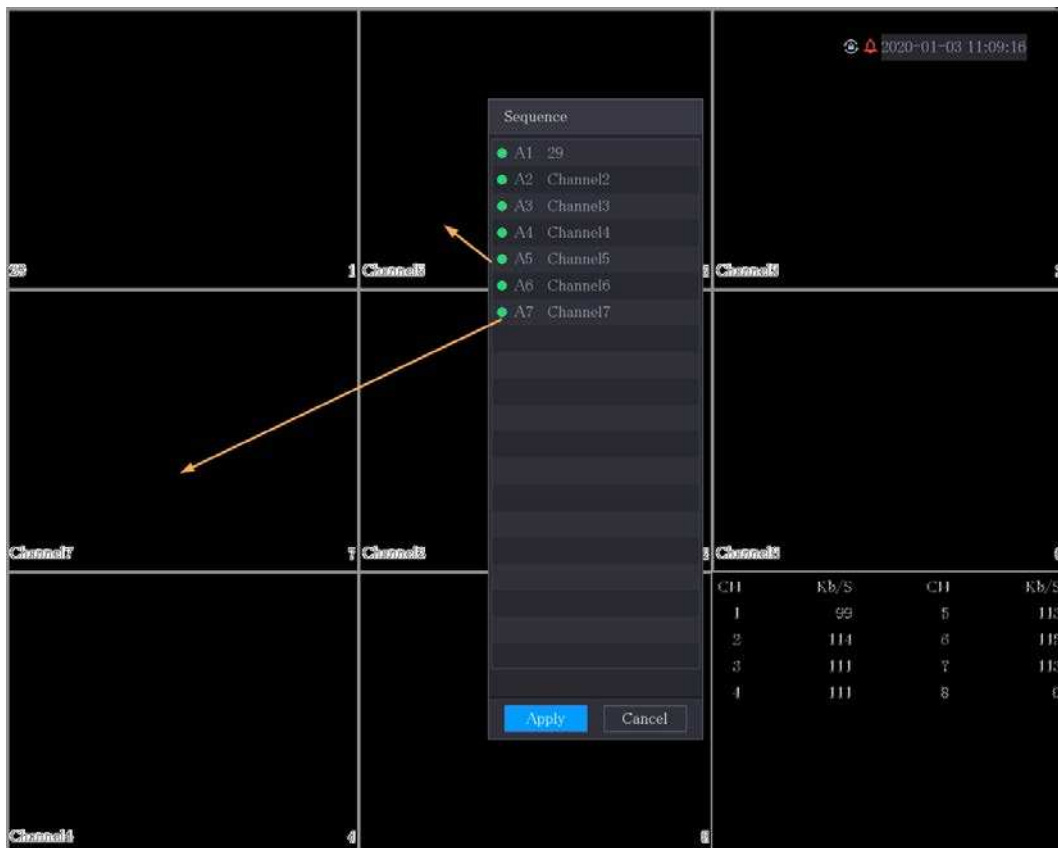 2020-01-03 11:09:16
Sequence
A1 29
A2 Channel2
A3 Channel3
A4 Channel4
A5 Channel5
A6 Channel6
A7 Channel7
29 1
Channel7 7
CH Kb/S CH Kb/S
1 99 5
2 114 6
3 111 7
4 111 8
Apply Cancel
Channel4 4